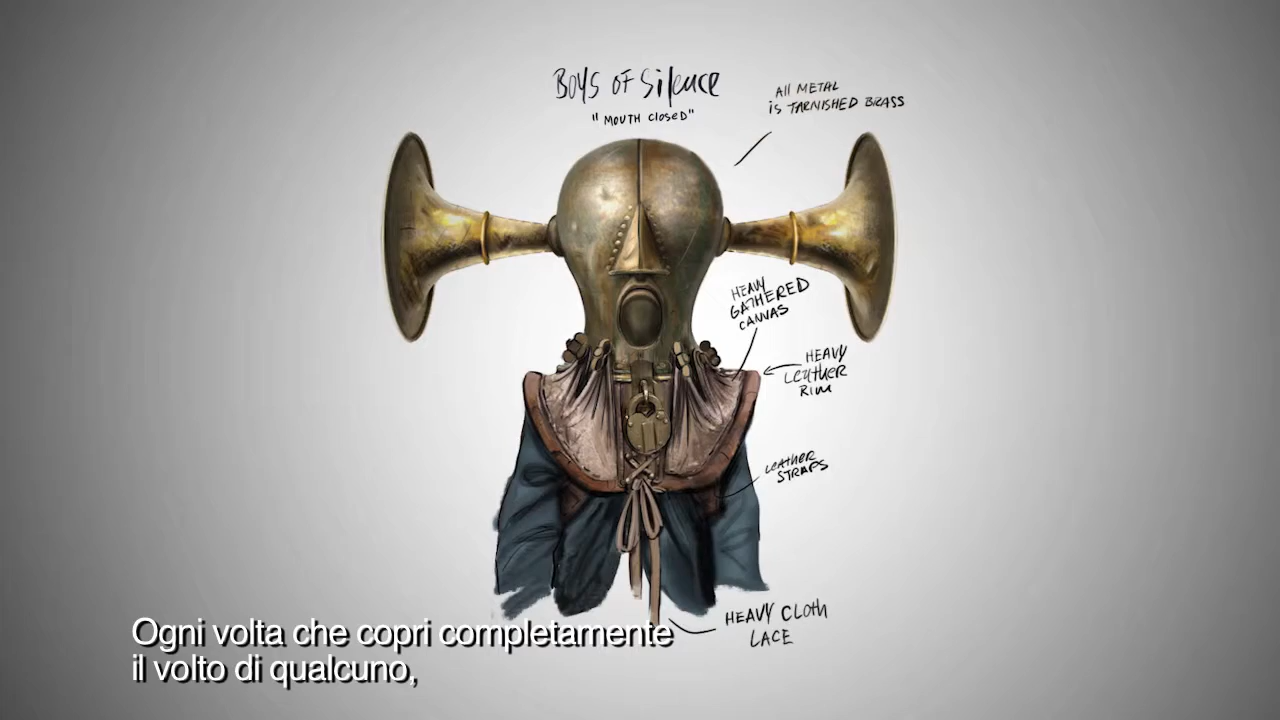 BOYS OF SilENCE
"MOUTH CLOSED"
All METAL
iS TARNISHED BRASS
HEAVY
GATHERED
CANVAS
HEAVY
LEATHER
RIM
LEATHER
STRAPS
HEAVY CLOTH
LACE
Ogni volta che copri completamente
il volto di qualcuno,